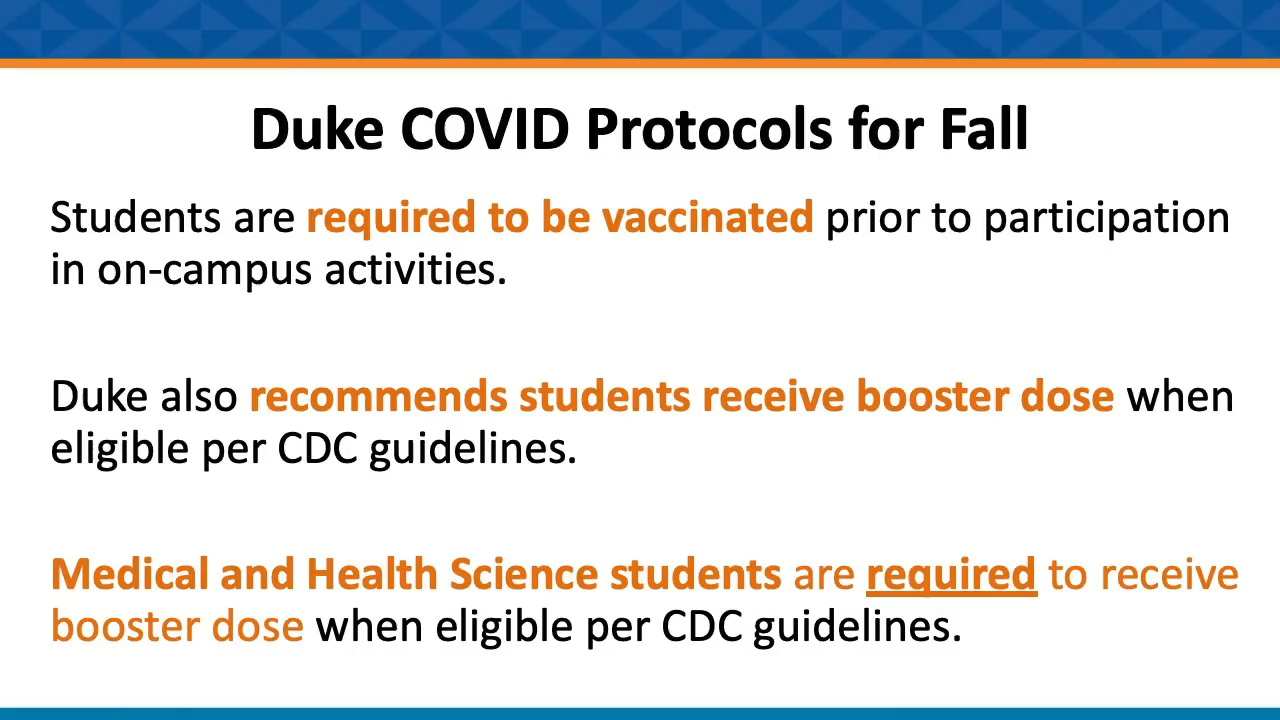 Duke COVID Protocols for Fall
Students are required to be vaccinated prior to participation
in on-campus activities.
Duke also recommends students receive booster dose when
eligible per CDC guidelines.
Medical and Health Science students are required to receive
booster dose when eligible per CDC guidelines.